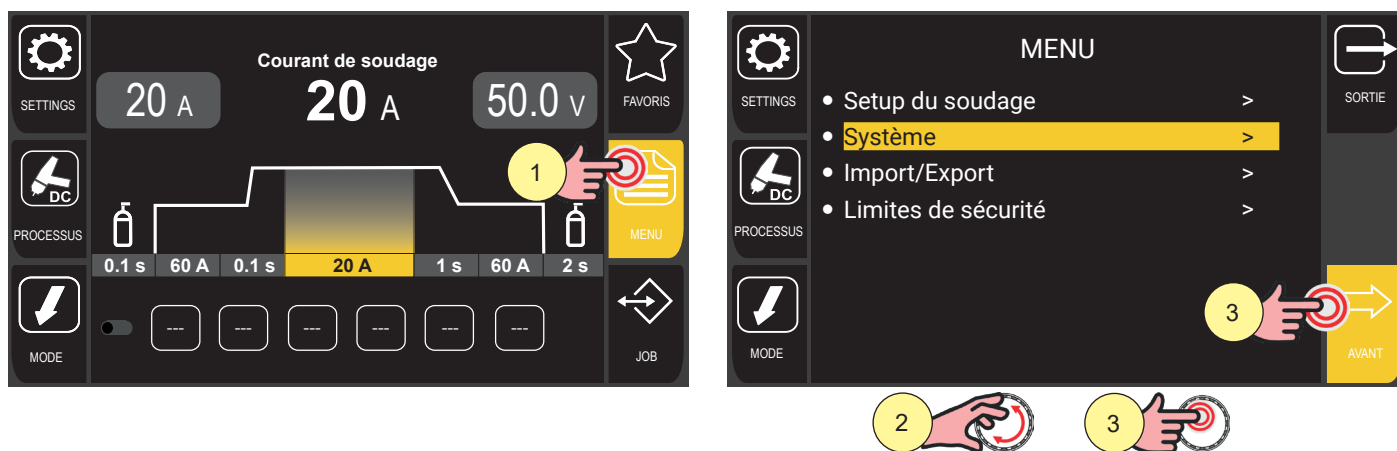 SETTINGS
PROCESSUS
DC
MODE
Courant de soudage
20 A
20 A
50.0 V
0.1 s 60 A 0.1 s 20 A 1 s 60 A 2 s
--- --- --- --- --- ---
FAVORIS
1
MENU
JOB
SETTINGS
PROCESSUS
DC
MODE
MENU
• Setup du soudage >
• Système >
• Import/Export >
• Limites de sécurité >
SORTIE
3
AVANT
2
3